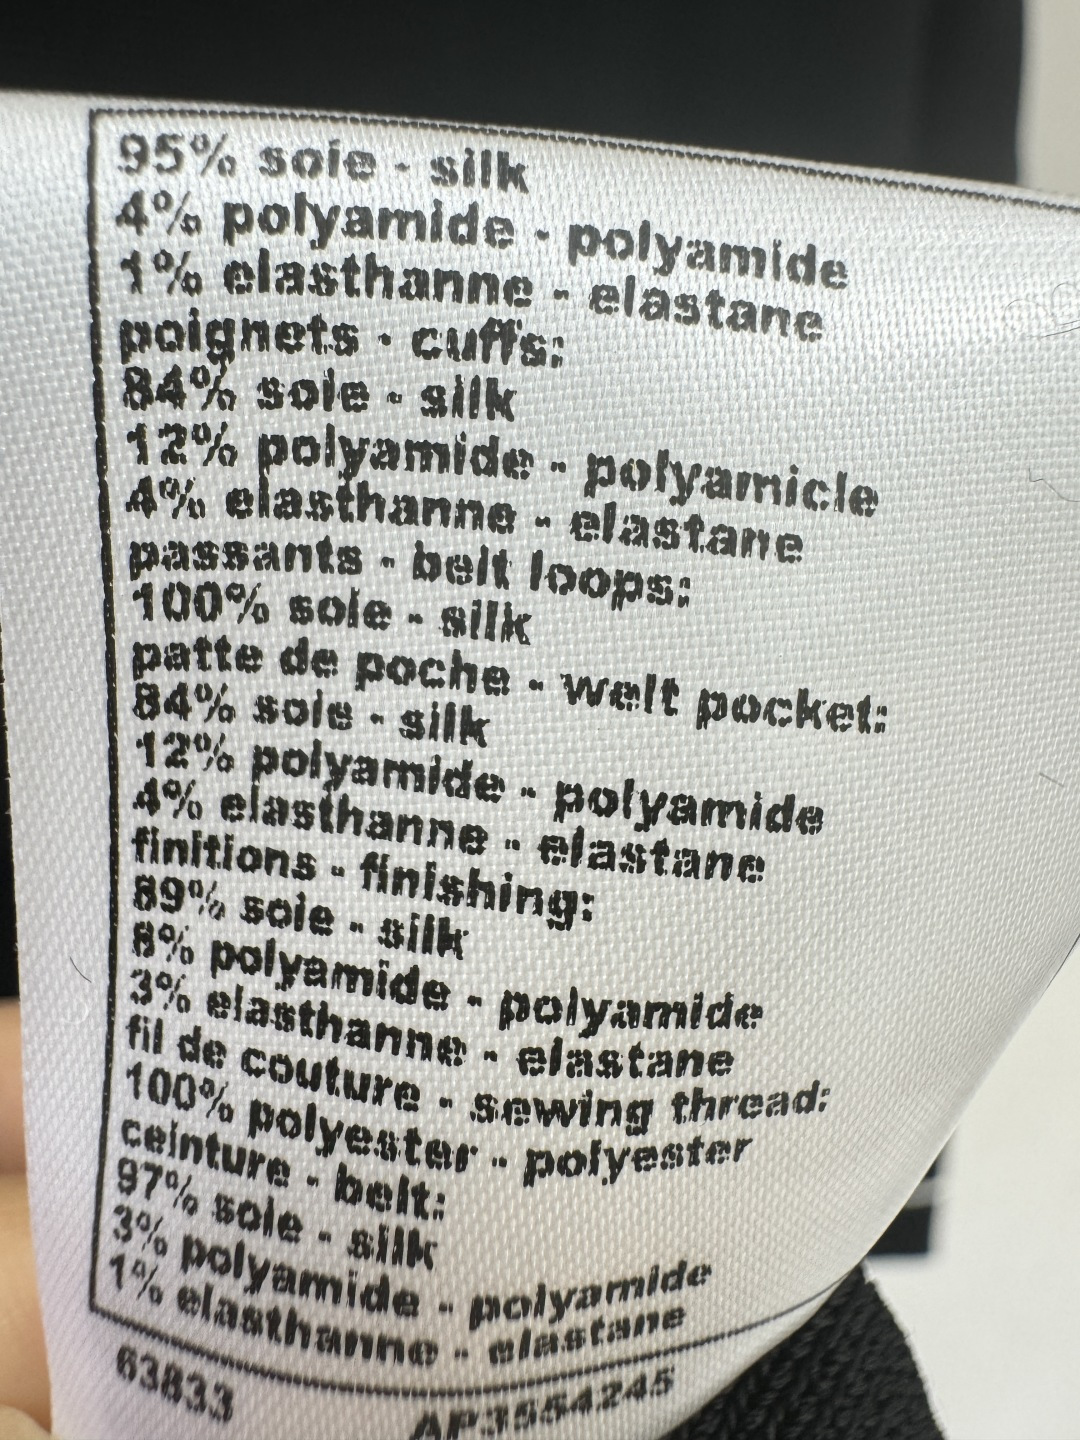 95% soie - silk
4% polyamide - polyamide
1% elasthanne - elastane
poignets - cuffs:
84% soie - silk
12% polyamide - polyamide
4% elasthanne - elastane
passants - belt loops:
100% soie - silk
patte de poche - welt pocket:
84% soie - silk
12% polyamide - polyamide
4% elasthanne - elastane
finitions - finishing:
89% soie - silk
8% polyamide - polyamide
3% elasthanne - elastane
fil de couture - sewing thread:
100% polyester - polyester
ceinture - belt:
97% soie - silk
3% polyamide - polyamide
1% elasthanne - elastane
63833
AP3554245